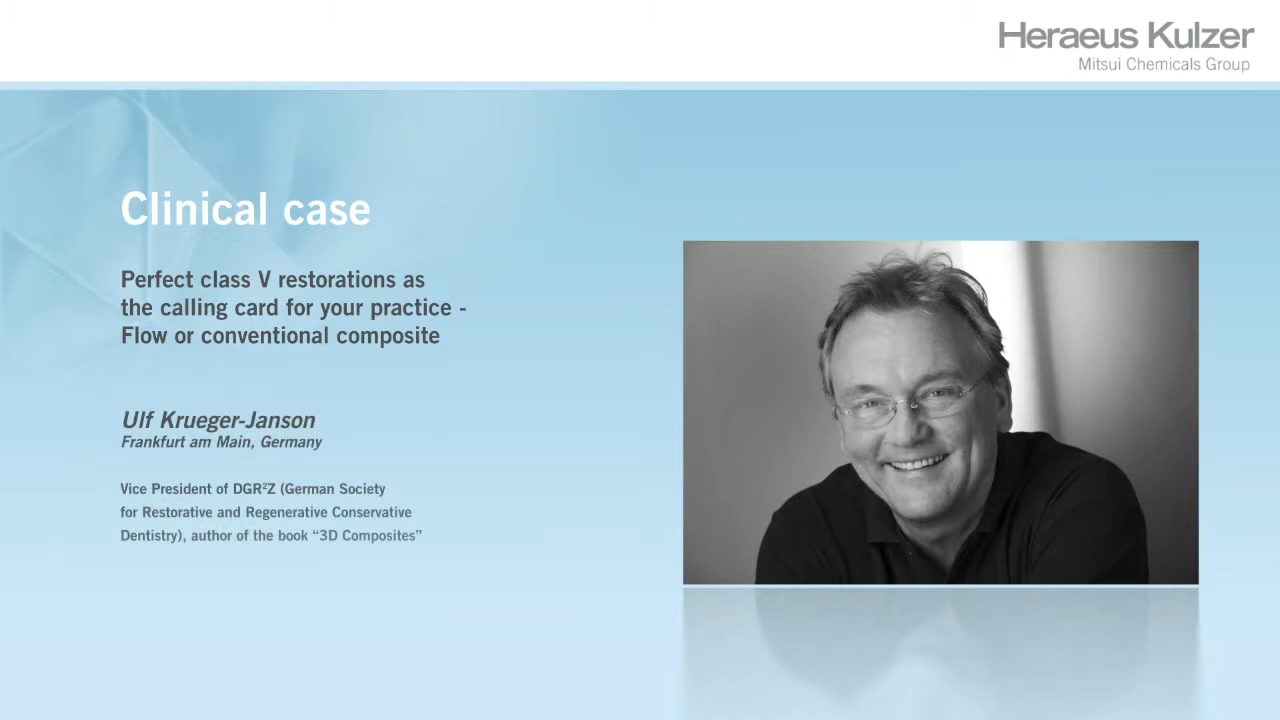 Heraeus Kulzer
Mitsui Chemicals Group
Clinical case
Perfect class V restorations as
the calling card for your practice -
Flow or conventional composite
Ulf Krueger-Janson
Frankfurt am Main, Germany
Vice President of DGR²Z (German Society
for Restorative and Regenerative Conservative
Dentistry), author of the book “3D Composites”